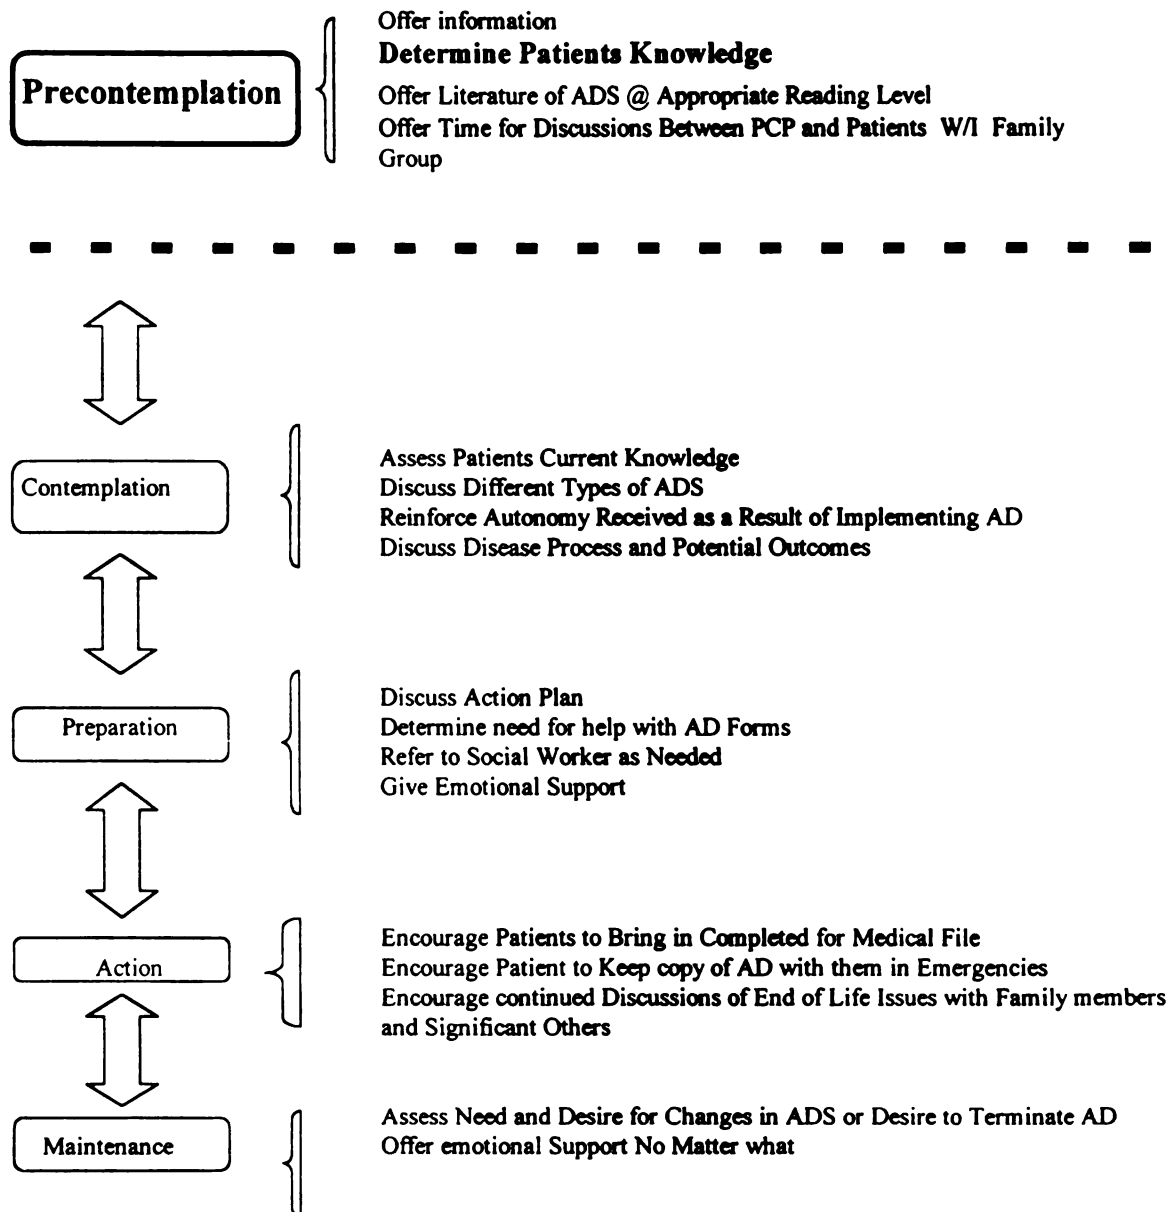 Precontemplation
Offer information
Determine Patients Knowledge
Offer Literature of ADS @ Appropriate Reading Level
Offer Time for Discussions Between PCP and Patients W/I Family
Group
Contemplation
Assess Patients Current Knowledge
Discuss Different Types of ADS
Reinforce Autonomy Received as a Result of Implementing AD
Discuss Disease Process and Potential Outcomes
Preparation
Discuss Action Plan
Determine need for help with AD Forms
Refer to Social Worker as Needed
Give Emotional Support
Action
Encourage Patients to Bring in Completed for Medical File
Encourage Patient to Keep copy of AD with them in Emergencies
Encourage continued Discussions of End of Life Issues with Family members
and Significant Others
Maintenance
Assess Need and Desire for Changes in ADS or Desire to Terminate AD
Offer emotional Support No Matter what